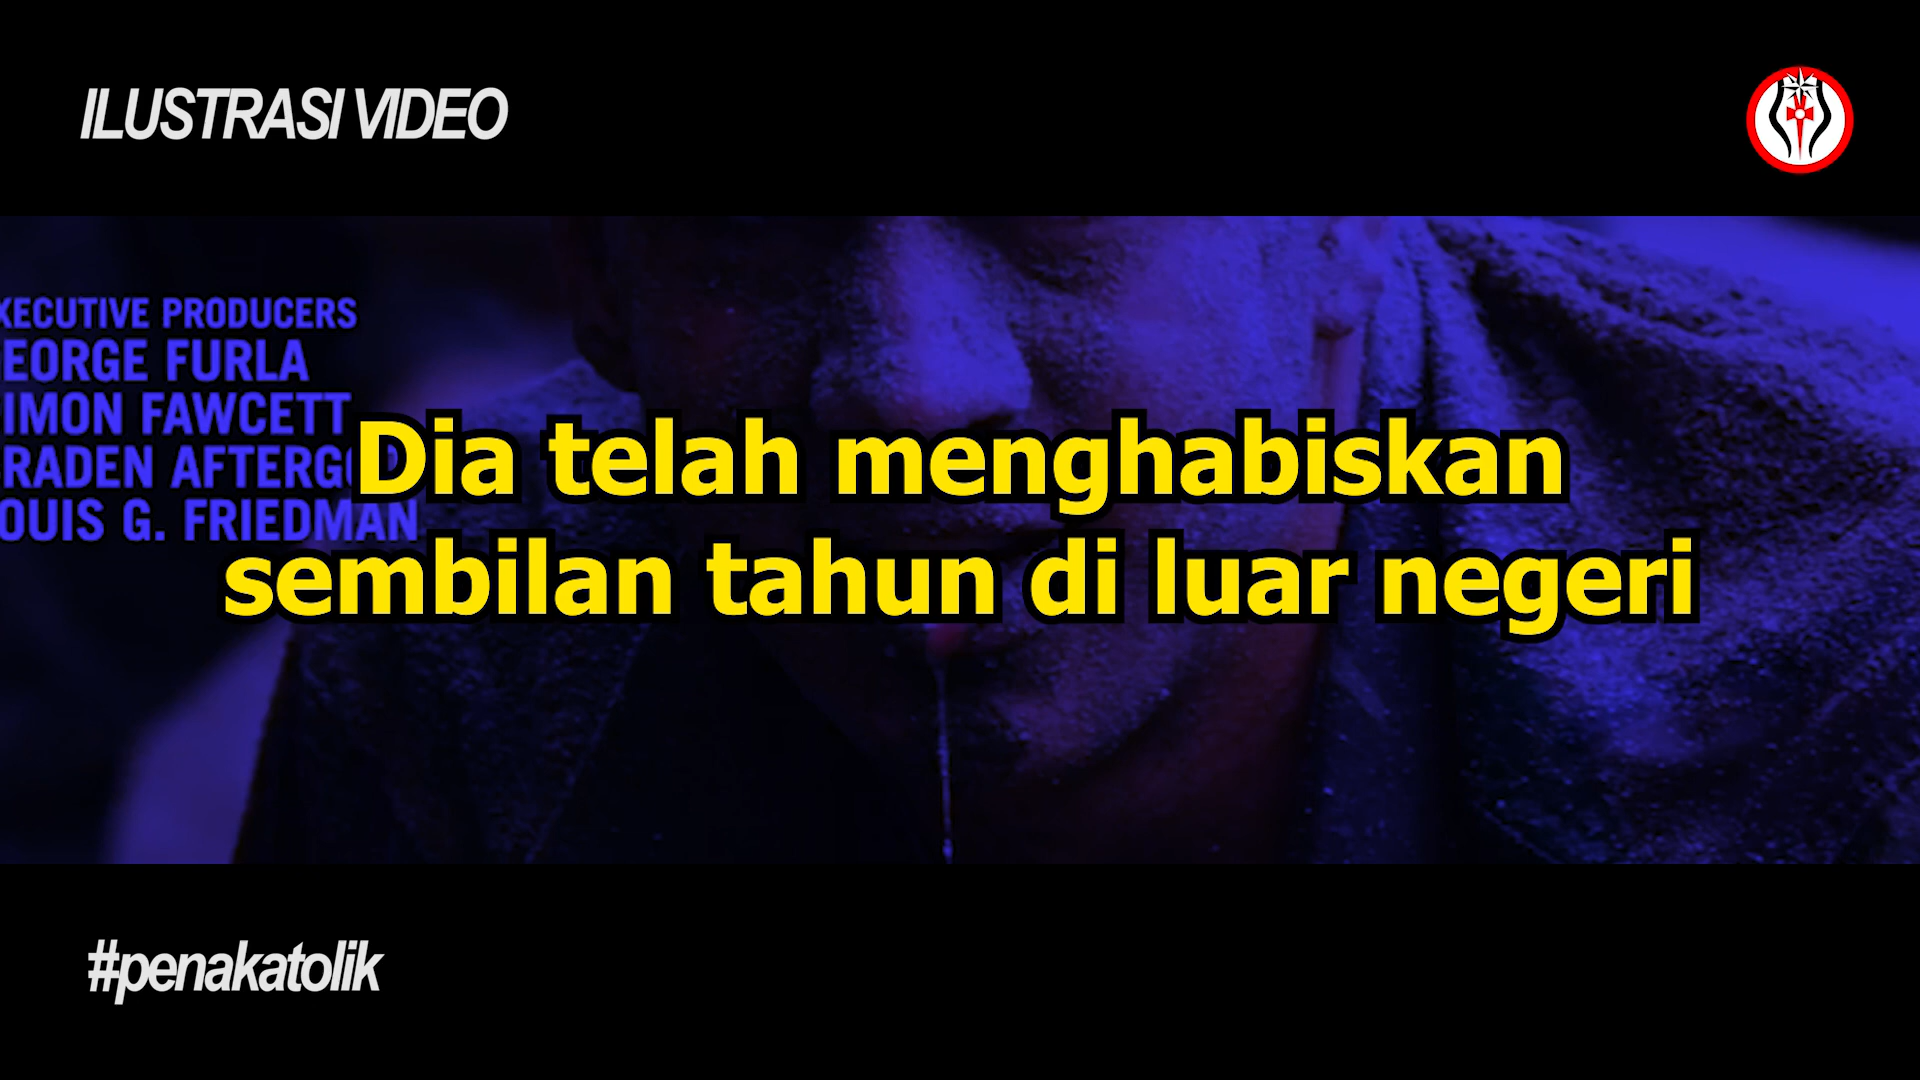 ILUSTRASI VIDEO
XECUTIVE PRODUCERS
EORGE FURLA
IMON FAWCETT
RADEN AFTERG
OUIS G. FRIEDMAN
Dia telah menghabiskan
sembilan tahun di luar negeri
#penakatolik